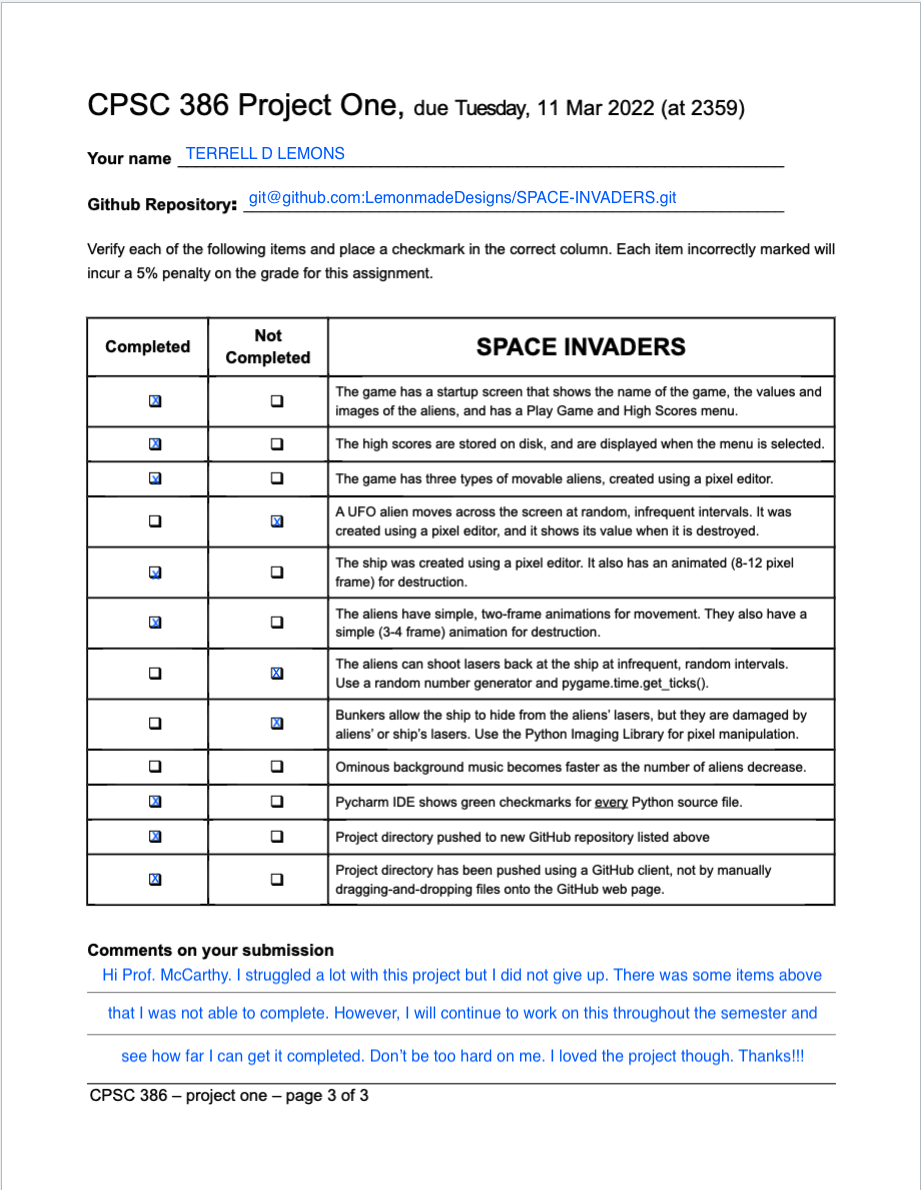 CPSC 386 Project One, due Tuesday, 11 Mar 2022 (at 2359)
Your name TERRELL D LEMONS
Github Repository: git@github.com:LemonmadeDesigns/SPACE-INVADERS.git
Verify each of the following items and place a checkmark in the correct column. Each item incorrectly marked will
incur a 5% penalty on the grade for this assignment.
Completed
Not
Completed
SPACE INVADERS
X
The game has a startup screen that shows the name of the game, the values and
images of the aliens, and has a Play Game and High Scores menu.
X
The high scores are stored on disk, and are displayed when the menu is selected.
X
The game has three types of movable aliens, created using a pixel editor.
X
A UFO alien moves across the screen at random, infrequent intervals. It was
created using a pixel editor, and it shows its value when it is destroyed.
X
The ship was created using a pixel editor. It also has an animated (8-12 pixel
frame) for destruction.
X
The aliens have simple, two-frame animations for movement. They also have a
simple (3-4 frame) animation for destruction.
X
The aliens can shoot lasers back at the ship at infrequent, random intervals.
Use a random number generator and pygame.time.get_ticks().
X
Bunkers allow the ship to hide from the aliens’ lasers, but they are damaged by
aliens’ or ship’s lasers. Use the Python Imaging Library for pixel manipulation.
Ominous background music becomes faster as the number of aliens decrease.
X
Pycharm IDE shows green checkmarks for every Python source file.
X
Project directory pushed to new GitHub repository listed above
X
Project directory has been pushed using a GitHub client, not by manually
dragging-and-dropping files onto the GitHub web page.
Comments on your submission
Hi Prof. McCarthy. I struggled a lot with this project but I did not give up. There was some items above
that I was not able to complete. However, I will continue to work on this throughout the semester and
see how far I can get it completed. Don’t be too hard on me. I loved the project though. Thanks!!!
CPSC 386 – project one – page 3 of 3